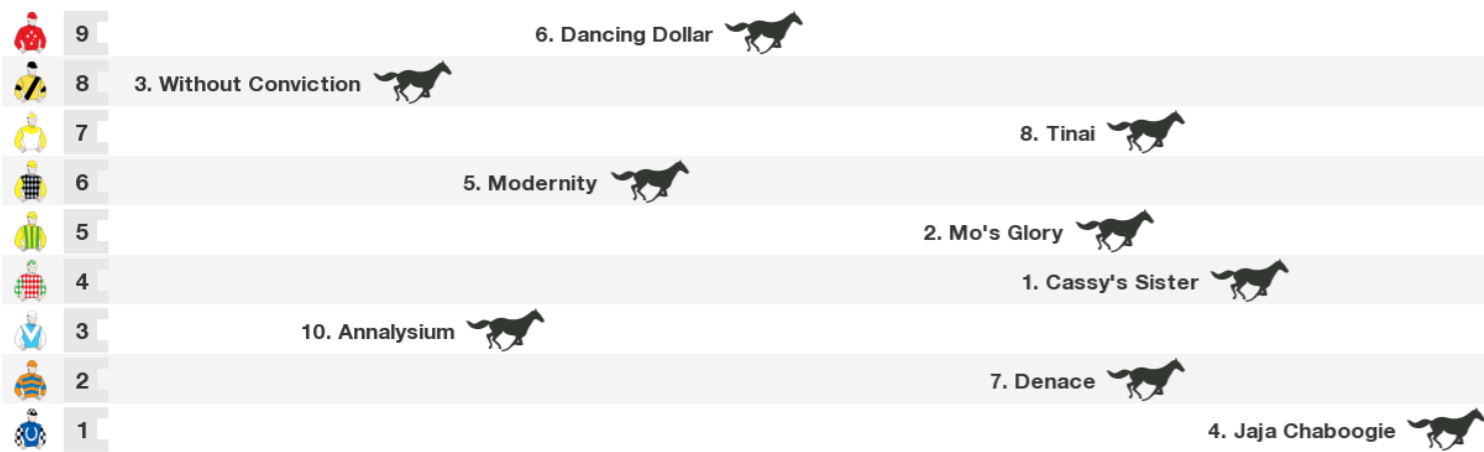 9 6. Dancing Dollar
8 3. Without Conviction
7 8. Tinai
6 5. Modernity
5 2. Mo's Glory
4 1. Cassy's Sister
3 10. Annalysium
2 7. Denace
1 4. Jaja Chaboogie